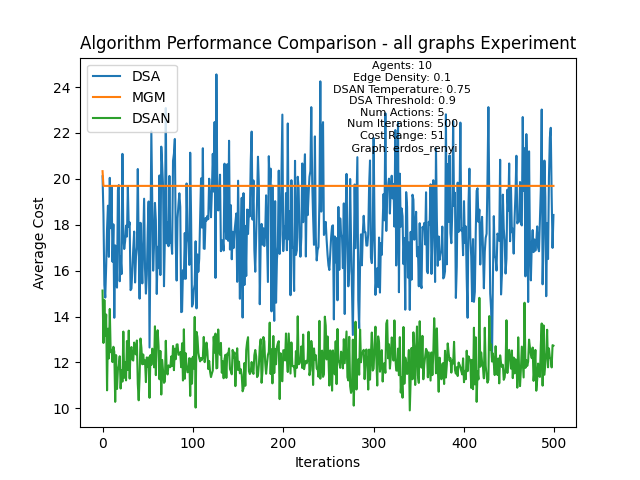 Algorithm Performance Comparison - all graphs Experiment
DSA
MGM
DSAN
Agents: 10
Edge Density: 0.1
DSAN Temperature: 0.75
DSA Threshold: 0.9
Num Actions: 5
Num Iterations: 500
Cost Range: 51
Graph: erdos_renyi
Average Cost
24
22
20
18
16
14
12
10
0 100 200 300 400 500
Iterations